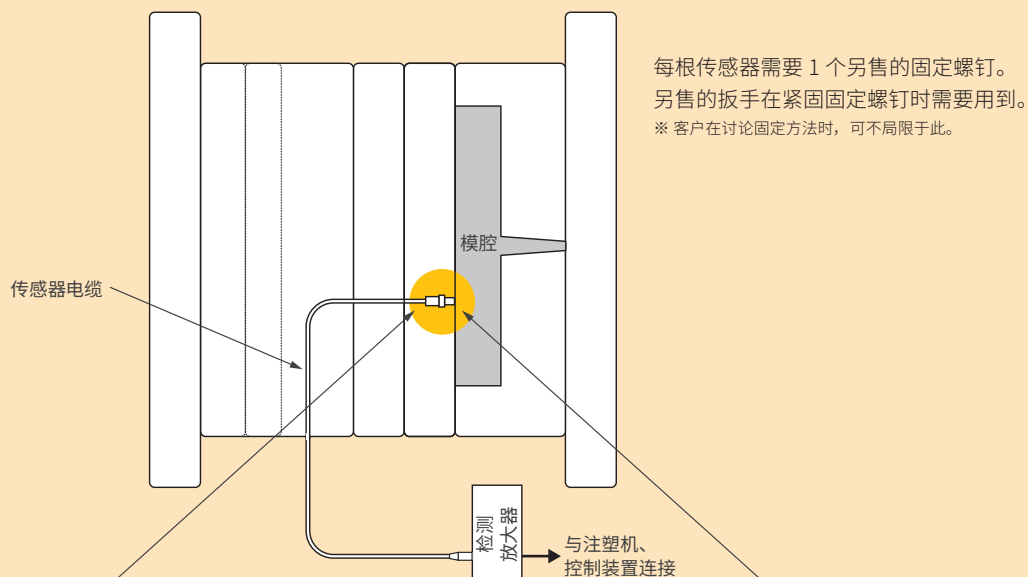 每根传感器需要 1 个另售的固定螺钉。
另售的扳手在紧固固定螺钉时需要用到。
※ 客户在讨论固定方法时，可不局限于此。
模腔
传感器电缆
检测
放大器
与注塑机、
控制装置连接